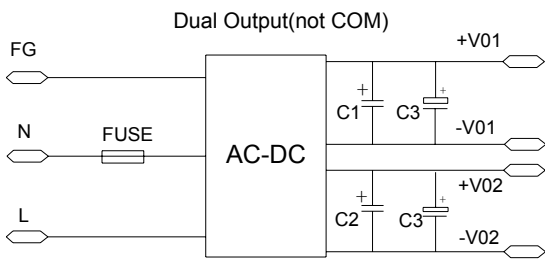 Dual Output(not COM)
FG
+V01
+
+
C1
C3
N
FUSE
-V01
AC-DC
+V02
+
+
L
C2
C3
-V02